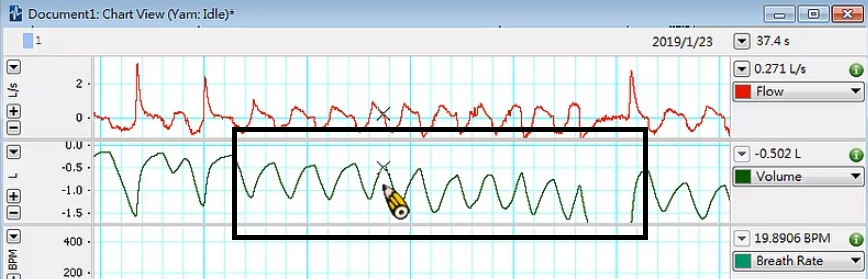 Document1: Chart View (Yam: Idle)*
1
2019/1/23
37.4 s
L/s
2
0
0.271 L/s
Flow
L
0.0
-0.5
-1.0
-1.5
-0.502 L
Volume
BPM
400
200
19.8906 BPM
Breath Rate